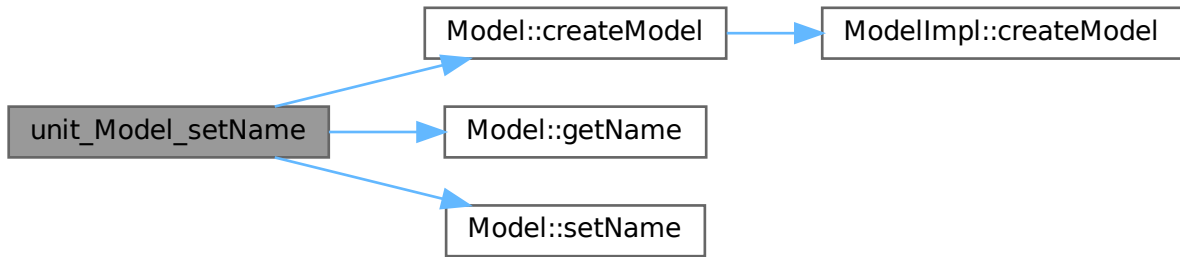 Model::createModel
ModelImpl::createModel
unit_Model_setName
Model::getName
Model::setName